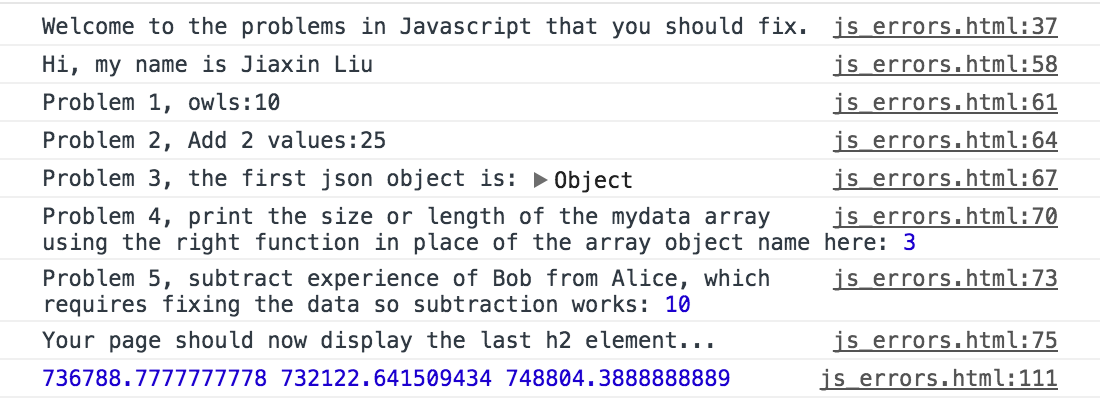 Welcome to the problems in Javascript that you should fix. js_errors.html:37
Hi, my name is Jiaxin Liu js_errors.html:58
Problem 1, owls:10 js_errors.html:61
Problem 2, Add 2 values:25 js_errors.html:64
Problem 3, the first json object is: ▶Object js_errors.html:67
Problem 4, print the size or length of the mydata array js_errors.html:70
using the right function in place of the array object name here: 3
Problem 5, subtract experience of Bob from Alice, which js_errors.html:73
requires fixing the data so subtraction works: 10
Your page should now display the last h2 element... js_errors.html:75
736788.7777777778 732122.641509434 748804.3888888889 js_errors.html:111